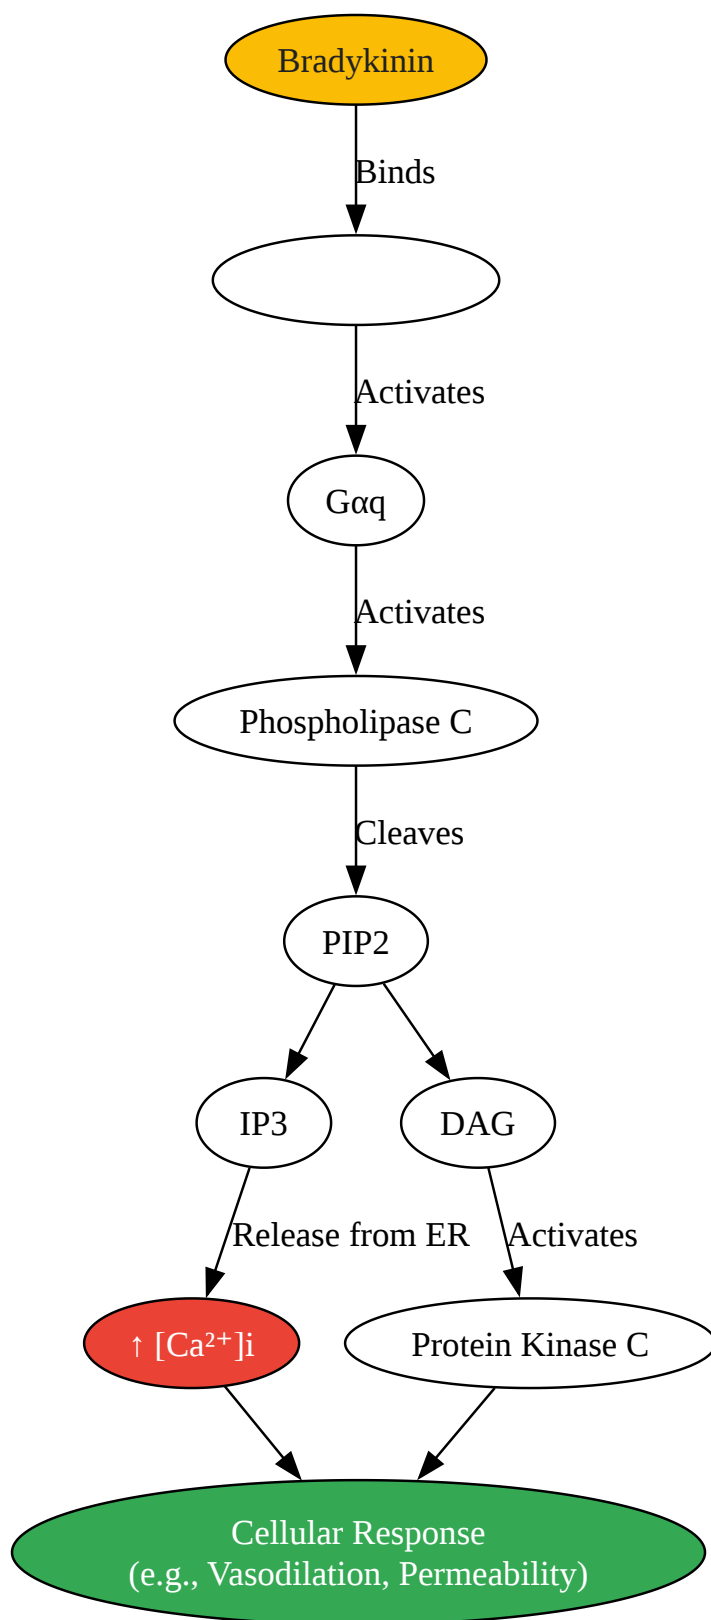 Bradykinin
Binds
Activates
Gαq
Activates
Phospholipase C
Cleaves
PIP2
IP3
DAG
Release from ER
Activates
↑ [Ca²⁺]i
Protein Kinase C
Cellular Response
(e.g., Vasodilation, Permeability)